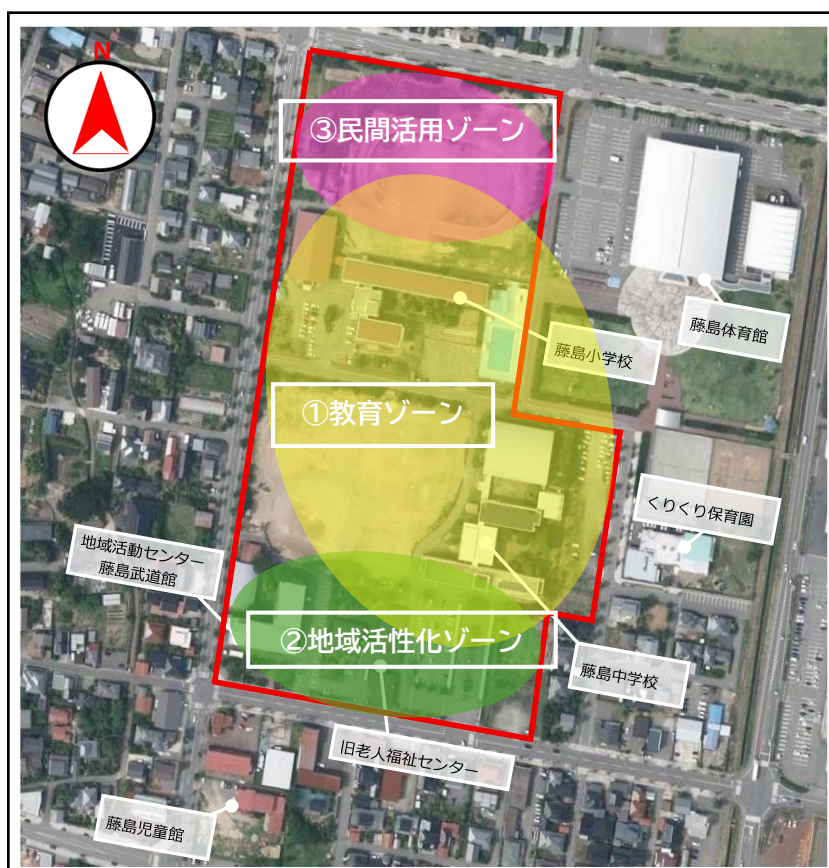 N
③民間活用ゾーン
藤島体育館
藤島小学校
①教育ゾーン
くりくり保育園
地域活動センター
藤島武道館
②地域活性化ゾーン
藤島中学校
旧老人福祉センター
藤島児童館